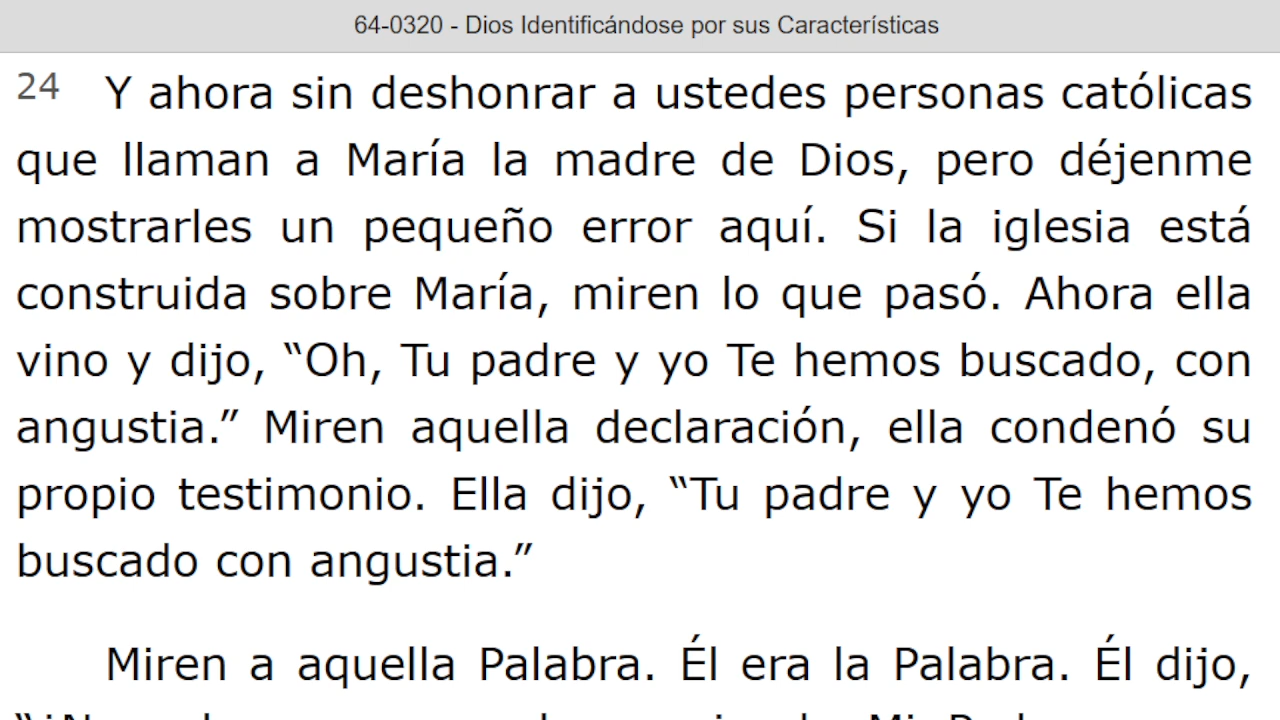 64-0320 - Dios Identificándose por sus Características
24 Y ahora sin deshonrar a ustedes personas católicas
que llaman a María la madre de Dios, pero déjenme
mostrarles un pequeño error aquí. Si la iglesia está
construida sobre María, miren lo que pasó. Ahora ella
vino y dijo, “Oh, Tu padre y yo Te hemos buscado, con
angustia.” Miren aquella declaración, ella condenó su
propio testimonio. Ella dijo, “Tu padre y yo Te hemos
buscado con angustia.”
Miren a aquella Palabra. Él era la Palabra. Él dijo,